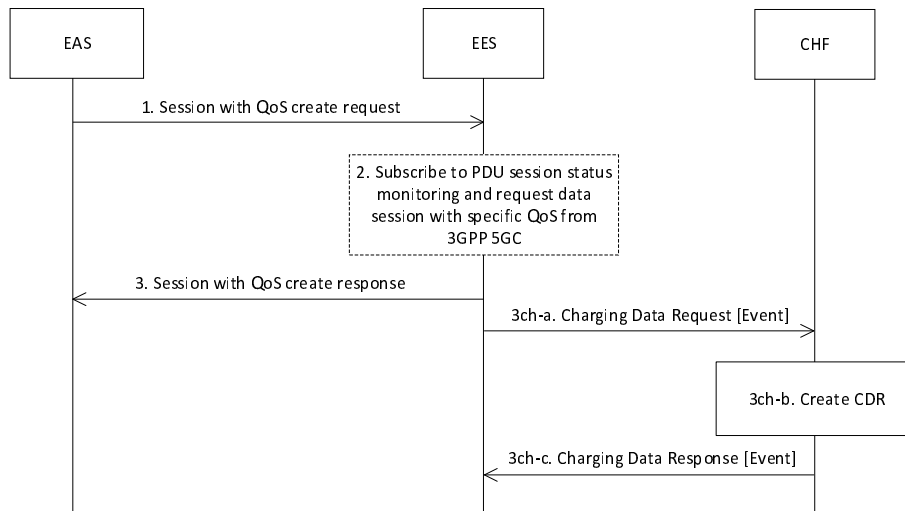 EAS
EES
CHF
1. Session with QoS create request
2. Subscribe to PDU session status
monitoring and request data
session with specific QoS from
3GPP 5GC
3. Session with QoS create response
3ch-a. Charging Data Request [Event]
3ch-b. Create CDR
3ch-c. Charging Data Response [Event]